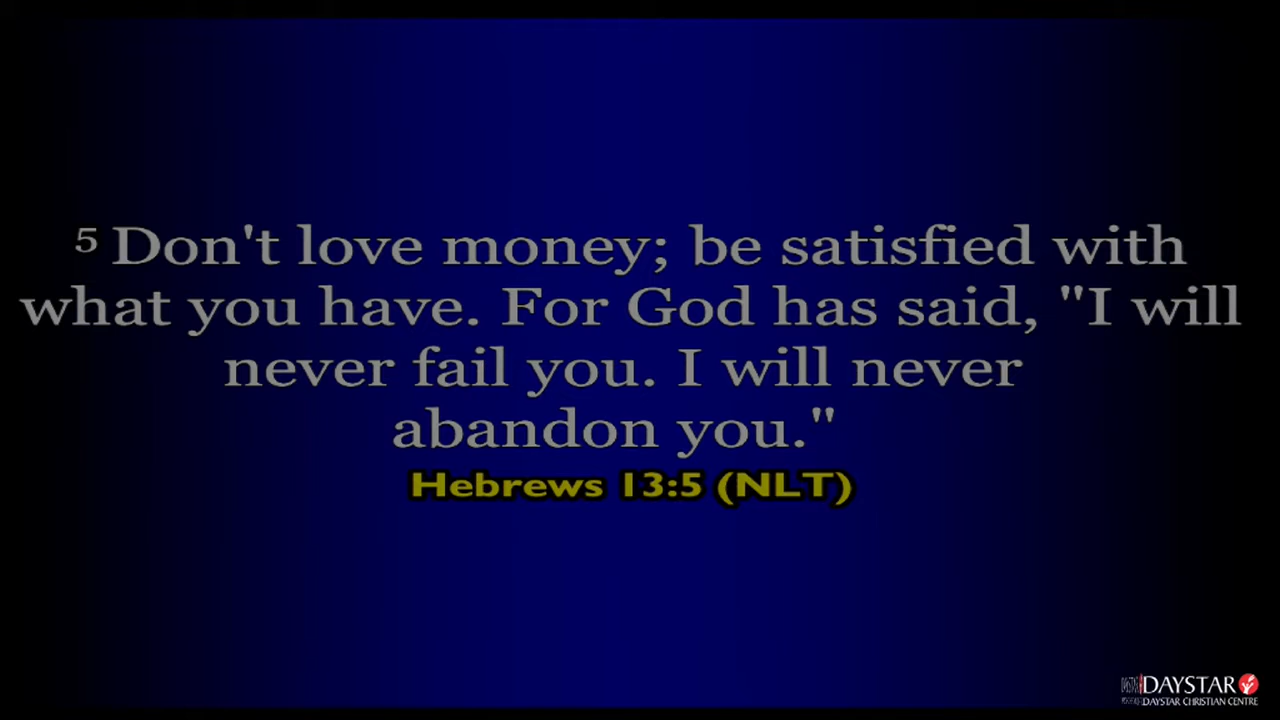 5 Don't love money; be satisfied with
what you have. For God has said, "I will
never fail you. I will never
abandon you."
Hebrews 13:5 (NLT)
DAYSTAR
DAYSTAR CHRISTIAN CENTRE